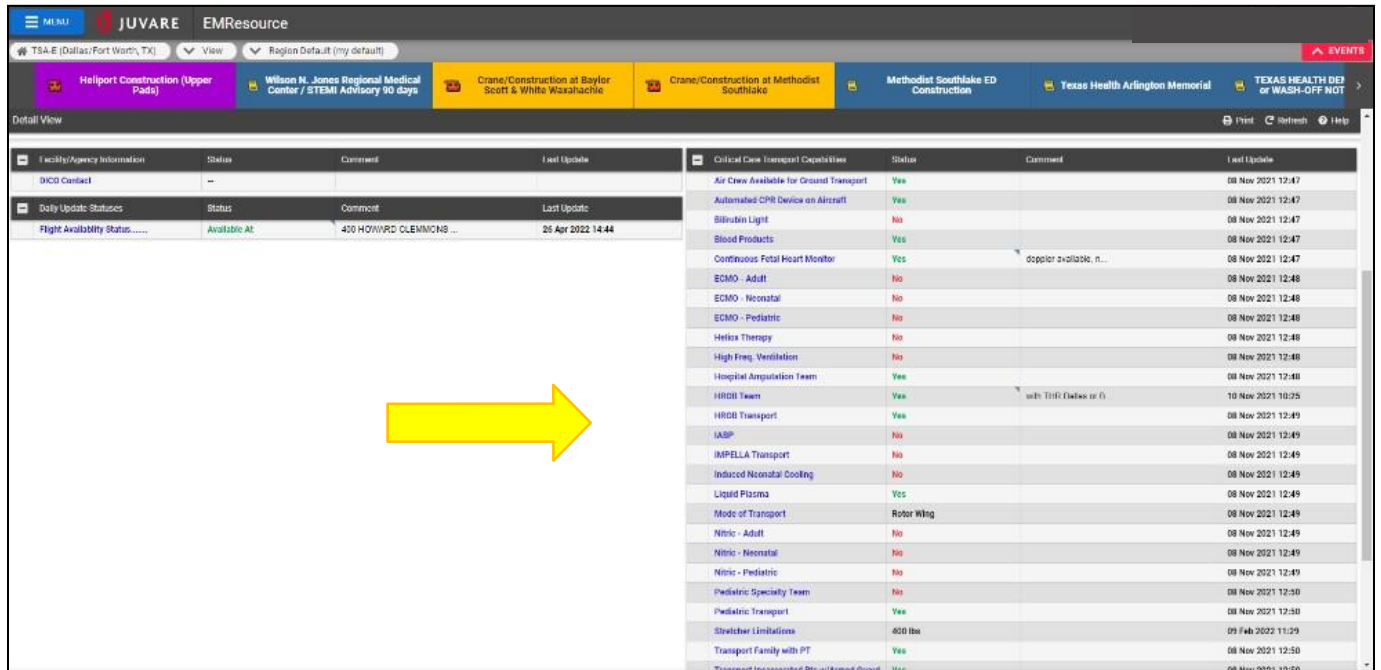 MENU JUVARE EMResource
TSA-E (Dallas/Fort Worth, TX) View Region Default (my default) EVENTS
Heliport Construction (Upper
Pads)
Wilson N. Jones Regional Medical
Center / STEMI Advisory 90 days
Crane/Construction at Baylor
Scott & White Waxahachie
Crane/Construction at Methodist
Southlake
Methodist Southlake ED
Construction
Texas Health Arlington Memorial
TEXAS HEALTH DEN
or WASH-OFF NOT
Detail View Print Refresh Help
Facility/Agency Information Status Comment Last Update
DICO Contact --
Daily Update Statuses Status Comment Last Update
Flight Availablity Status....... Available At 400 HOWARD CLEMMONS ... 26 Apr 2022 14:44
Critical Care Transport Capabilities Status Comment Last Update
Air Crew Available for Ground Transport Yes 08 Nov 2021 12:47
Automated CPR Device on Aircraft Yes 08 Nov 2021 12:47
Bilirubin Light No 08 Nov 2021 12:47
Blood Products Yes 08 Nov 2021 12:47
Continuous Fetal Heart Monitor Yes doppler available, n... 08 Nov 2021 12:47
ECMO - Adult No 08 Nov 2021 12:48
ECMO - Neonatal No 08 Nov 2021 12:48
ECMO - Pediatric No 08 Nov 2021 12:48
Heliox Therapy No 08 Nov 2021 12:48
High Freq. Ventilation No 08 Nov 2021 12:48
Hospital Amputation Team Yes 08 Nov 2021 12:48
HROB Team Yes with THR Dallas or 10 Nov 2021 10:25
HROB Transport Yes 08 Nov 2021 12:49
IABP No 08 Nov 2021 12:49
IMPELLA Transport No 08 Nov 2021 12:49
Induced Neonatal Cooling No 08 Nov 2021 12:49
Liquid Plasma Yes 08 Nov 2021 12:49
Mode of Transport Rotor Wing 08 Nov 2021 12:49
Nitric - Adult No 08 Nov 2021 12:49
Nitric - Neonatal No 08 Nov 2021 12:49
Nitric - Pediatric No 08 Nov 2021 12:49
Pediatric Specialty Team No 08 Nov 2021 12:50
Pediatric Transport Yes 08 Nov 2021 12:50
Stretcher Limitations 400 lbs 09 Feb 2022 11:29
Transport Family with PT Yes 08 Nov 2021 12:50